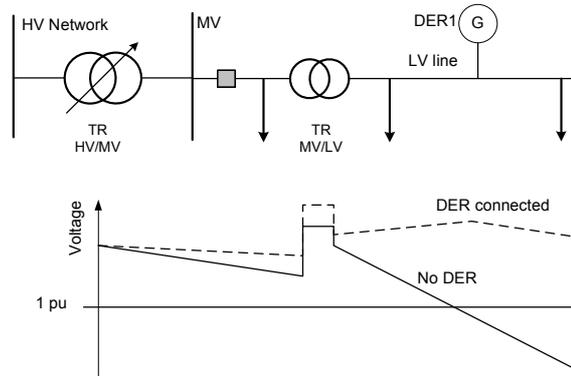 HV Network
MV
DER1
G
LV line
TR
HV/MV
TR
MV/LV
Voltage
DER connected
No DER
1 pu